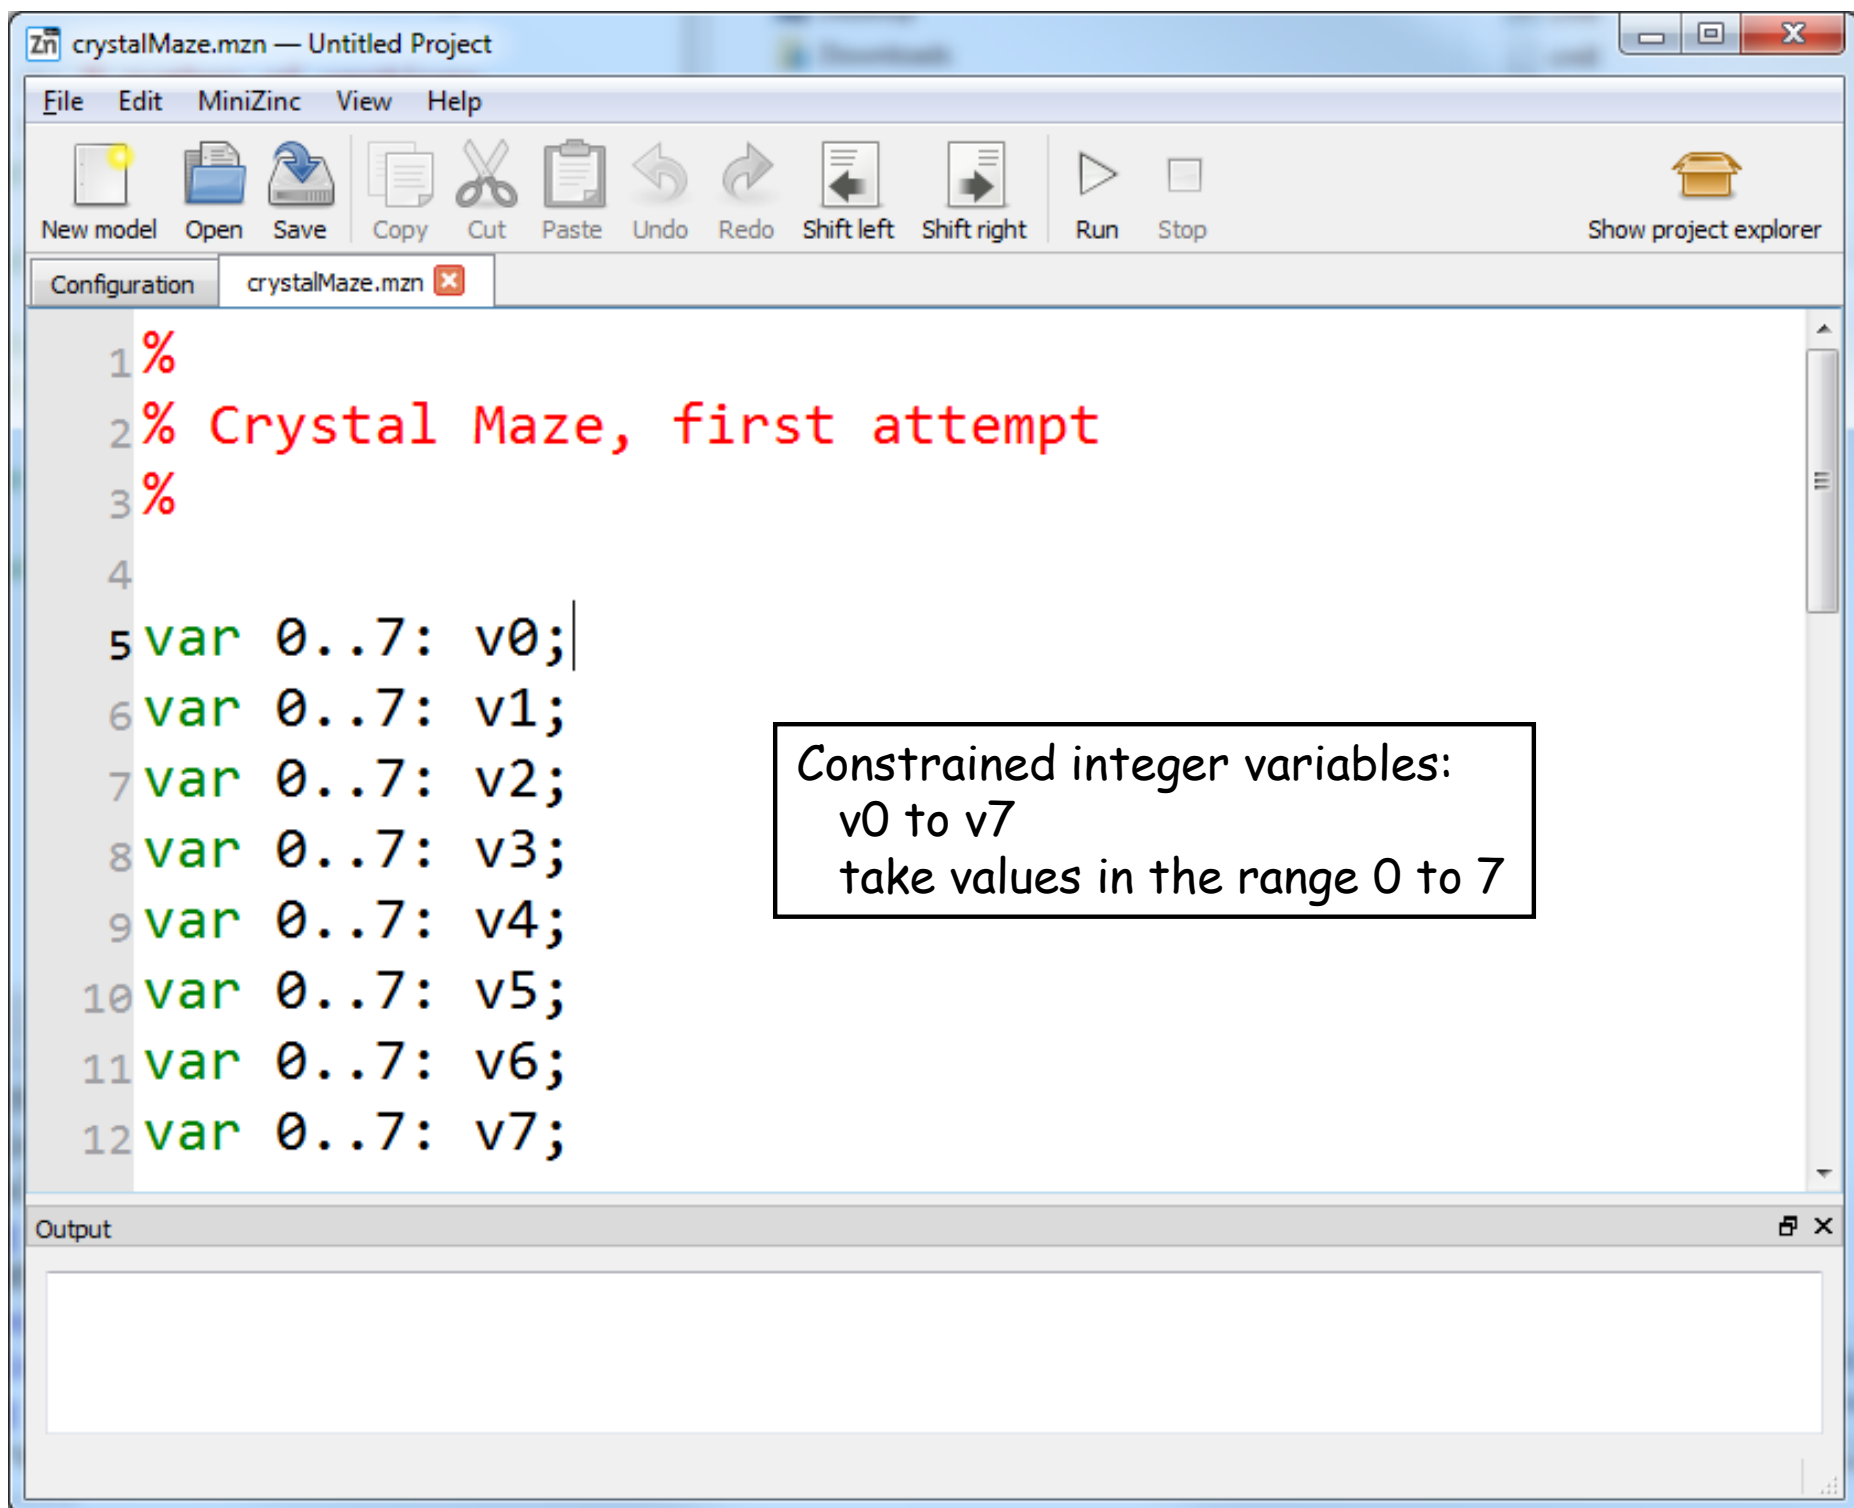 Zn crystalMaze.mzn — Untitled Project
File Edit MiniZinc View Help
New model Open Save Copy Cut Paste Undo Redo Shift left Shift right Run Stop Show project explorer
Configuration crystalMaze.mzn
1 %
2 % Crystal Maze, first attempt
3 %
4
5 var 0..7: v0;
6 var 0..7: v1;
7 var 0..7: v2;
8 var 0..7: v3;
9 var 0..7: v4;
10 var 0..7: v5;
11 var 0..7: v6;
12 var 0..7: v7;
Constrained integer variables:
v0 to v7
take values in the range 0 to 7
Output